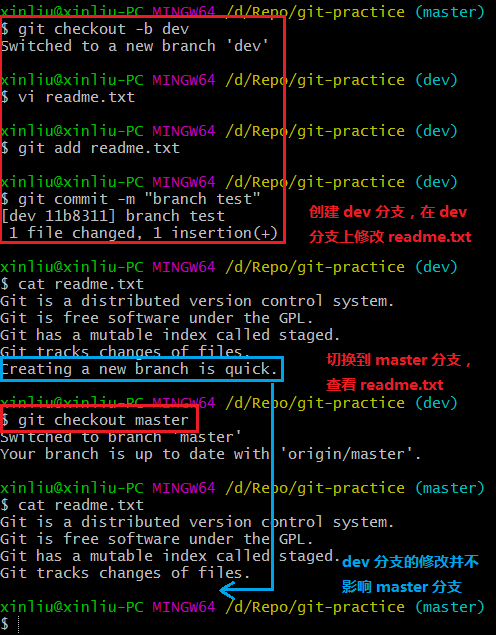 xinliu@xinliu-PC MINGW64 /d/Repo/git-practice (master)
$ git checkout -b dev
Switched to a new branch 'dev'
xinliu@xinliu-PC MINGW64 /d/Repo/git-practice (dev)
$ vi readme.txt
xinliu@xinliu-PC MINGW64 /d/Repo/git-practice (dev)
$ git add readme.txt
xinliu@xinliu-PC MINGW64 /d/Repo/git-practice (dev)
$ git commit -m "branch test"
[dev 11b8311] branch test
1 file changed, 1 insertion(+)
创建 dev 分支，在 dev
分支上修改 readme.txt
xinliu@xinliu-PC MINGW64 /d/Repo/git-practice (dev)
$ cat readme.txt
Git is a distributed version control system.
Git is free software under the GPL.
Git has a mutable index called staged.
Git tracks changes of files.
Creating a new branch is quick.
切换到 master 分支，
查看 readme.txt
xinliu@xinliu-PC MINGW64 /d/Repo/git-practice (dev)
$ git checkout master
Switched to branch 'master'
Your branch is up to date with 'origin/master'.
xinliu@xinliu-PC MINGW64 /d/Repo/git-practice (master)
$ cat readme.txt
Git is a distributed version control system.
Git is free software under the GPL.
Git has a mutable index called staged.
Git tracks changes of files.
dev 分支的修改并不
影响 master 分支
xinliu@xinliu-PC MINGW64 /d/Repo/git-practice (master)
$